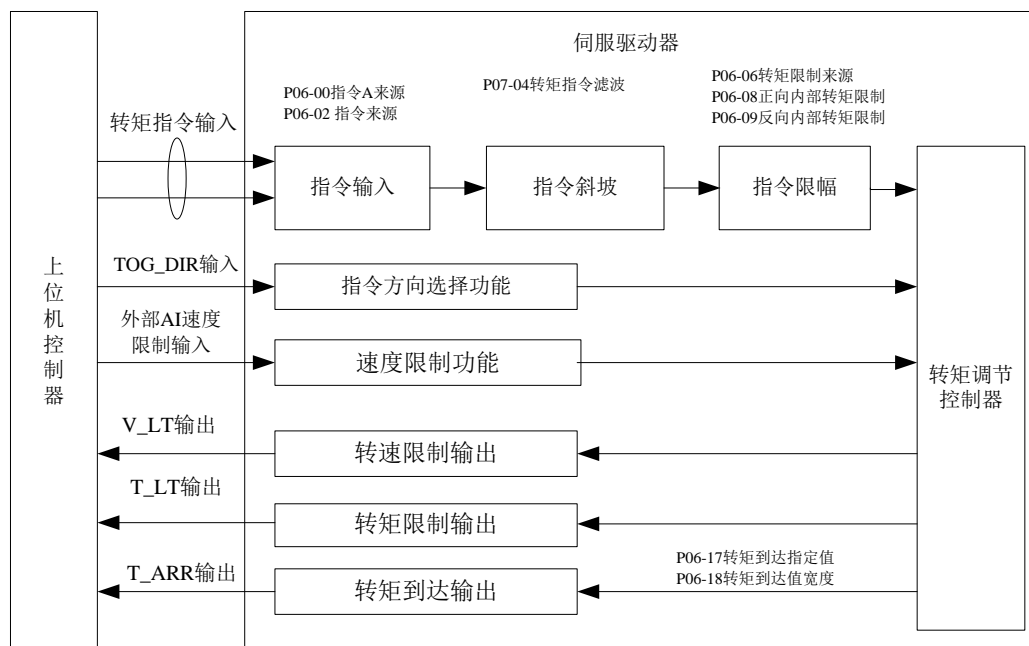 伺服驱动器
P06-00指令A来源
P06-02 指令来源
P07-04转矩指令滤波
P06-06转矩限制来源
P06-08正向内部转矩限制
P06-09反向内部转矩限制
转矩指令输入
指令输入
指令斜坡
指令限幅
上位机控制器
TOG_DIR输入
指令方向选择功能
外部AI速度
限制输入
速度限制功能
转矩调节
控制器
V_LT输出
转速限制输出
T_LT输出
转矩限制输出
P06-17转矩到达指定值
P06-18转矩到达值宽度
T_ARR输出
转矩到达输出